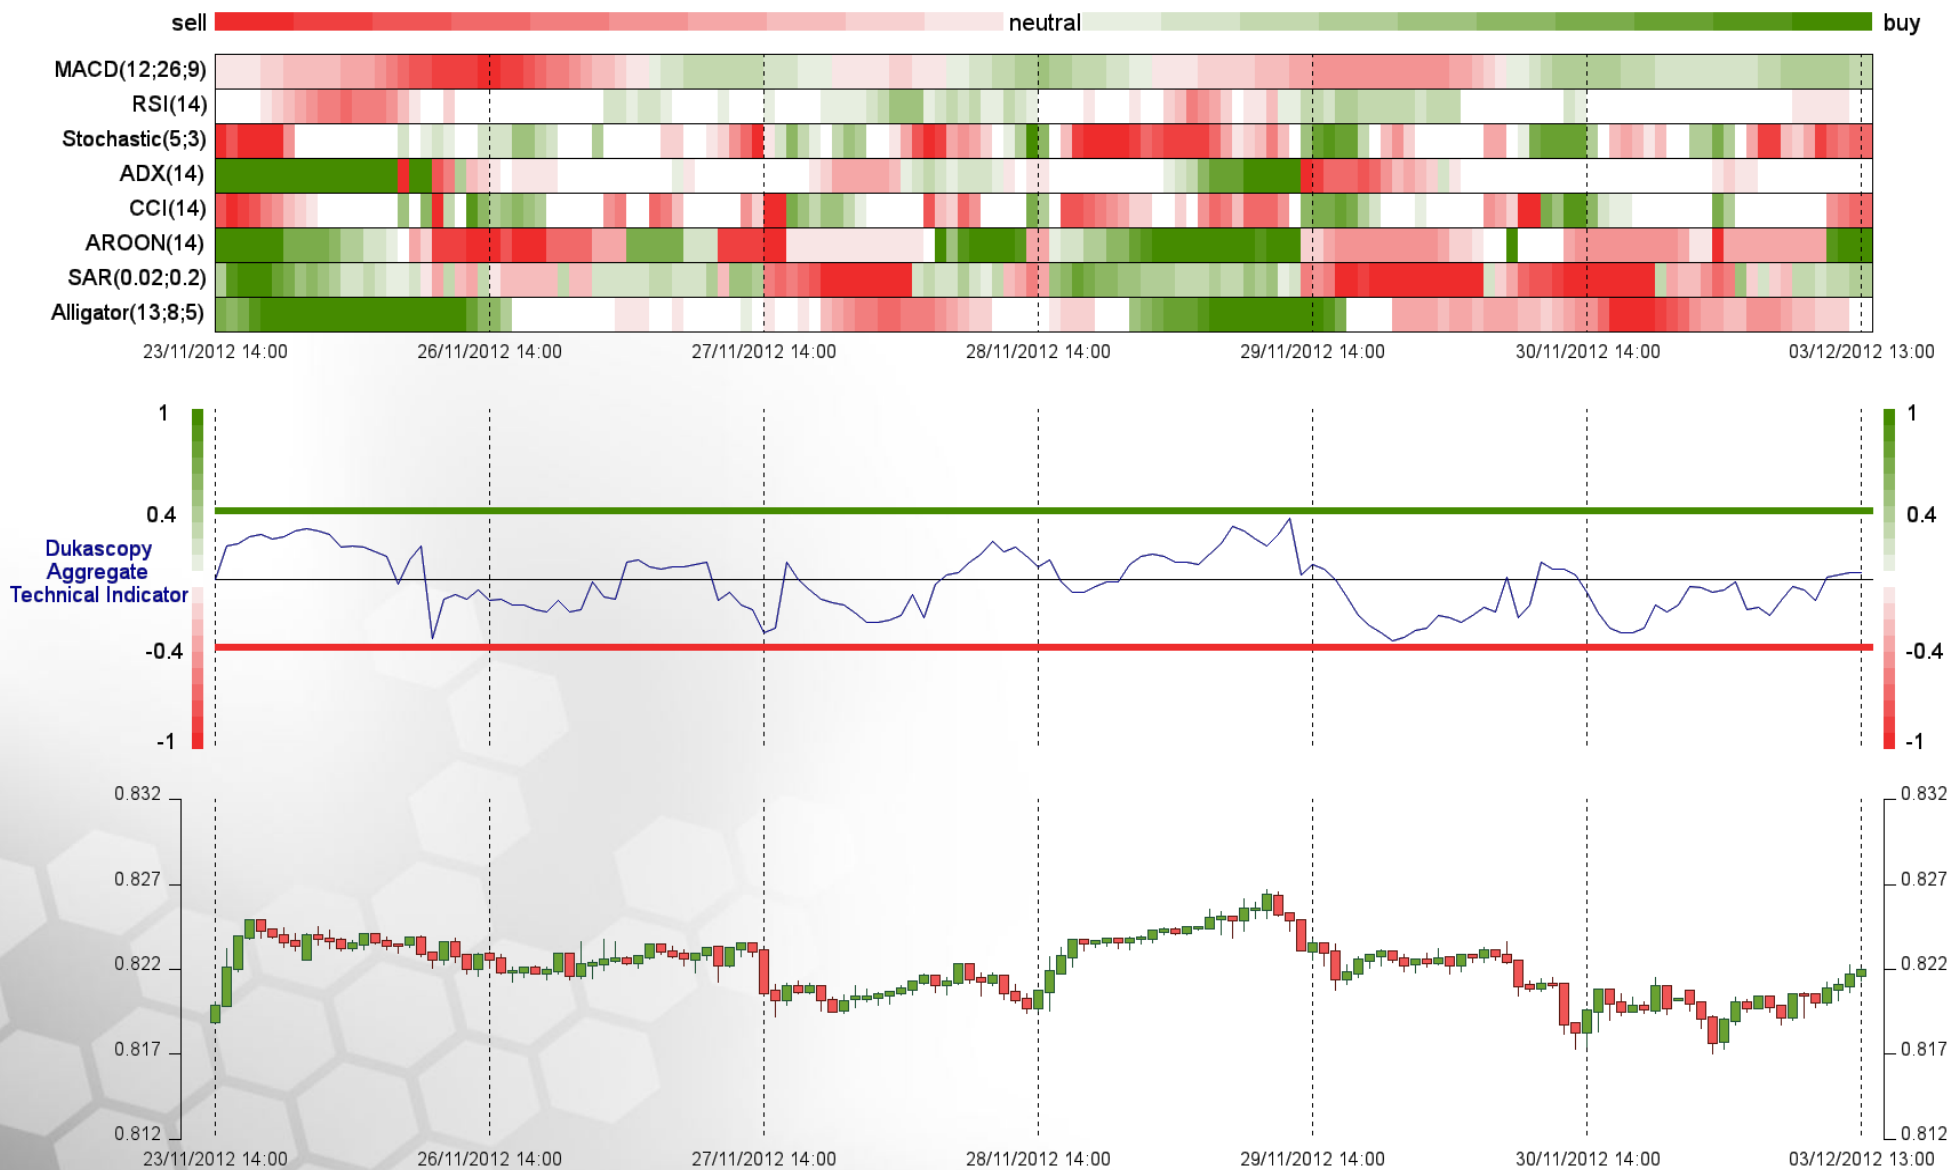 sell neutral buy
MACD(12;26;9)
RSI(14)
Stochastic(5;3)
ADX(14)
CCI(14)
AROON(14)
SAR(0.02;0.2)
Alligator(13;8;5)
23/11/2012 14:00 26/11/2012 14:00 27/11/2012 14:00 28/11/2012 14:00 29/11/2012 14:00 30/11/2012 14:00 03/12/2012 13:00
1 1
0.4 0.4
Dukascopy
Aggregate
Technical Indicator
-0.4 -0.4
-1 -1
0.832 0.832
0.827 0.827
0.822 0.822
0.817 0.817
0.812 0.812
23/11/2012 14:00 26/11/2012 14:00 27/11/2012 14:00 28/11/2012 14:00 29/11/2012 14:00 30/11/2012 14:00 03/12/2012 13:00